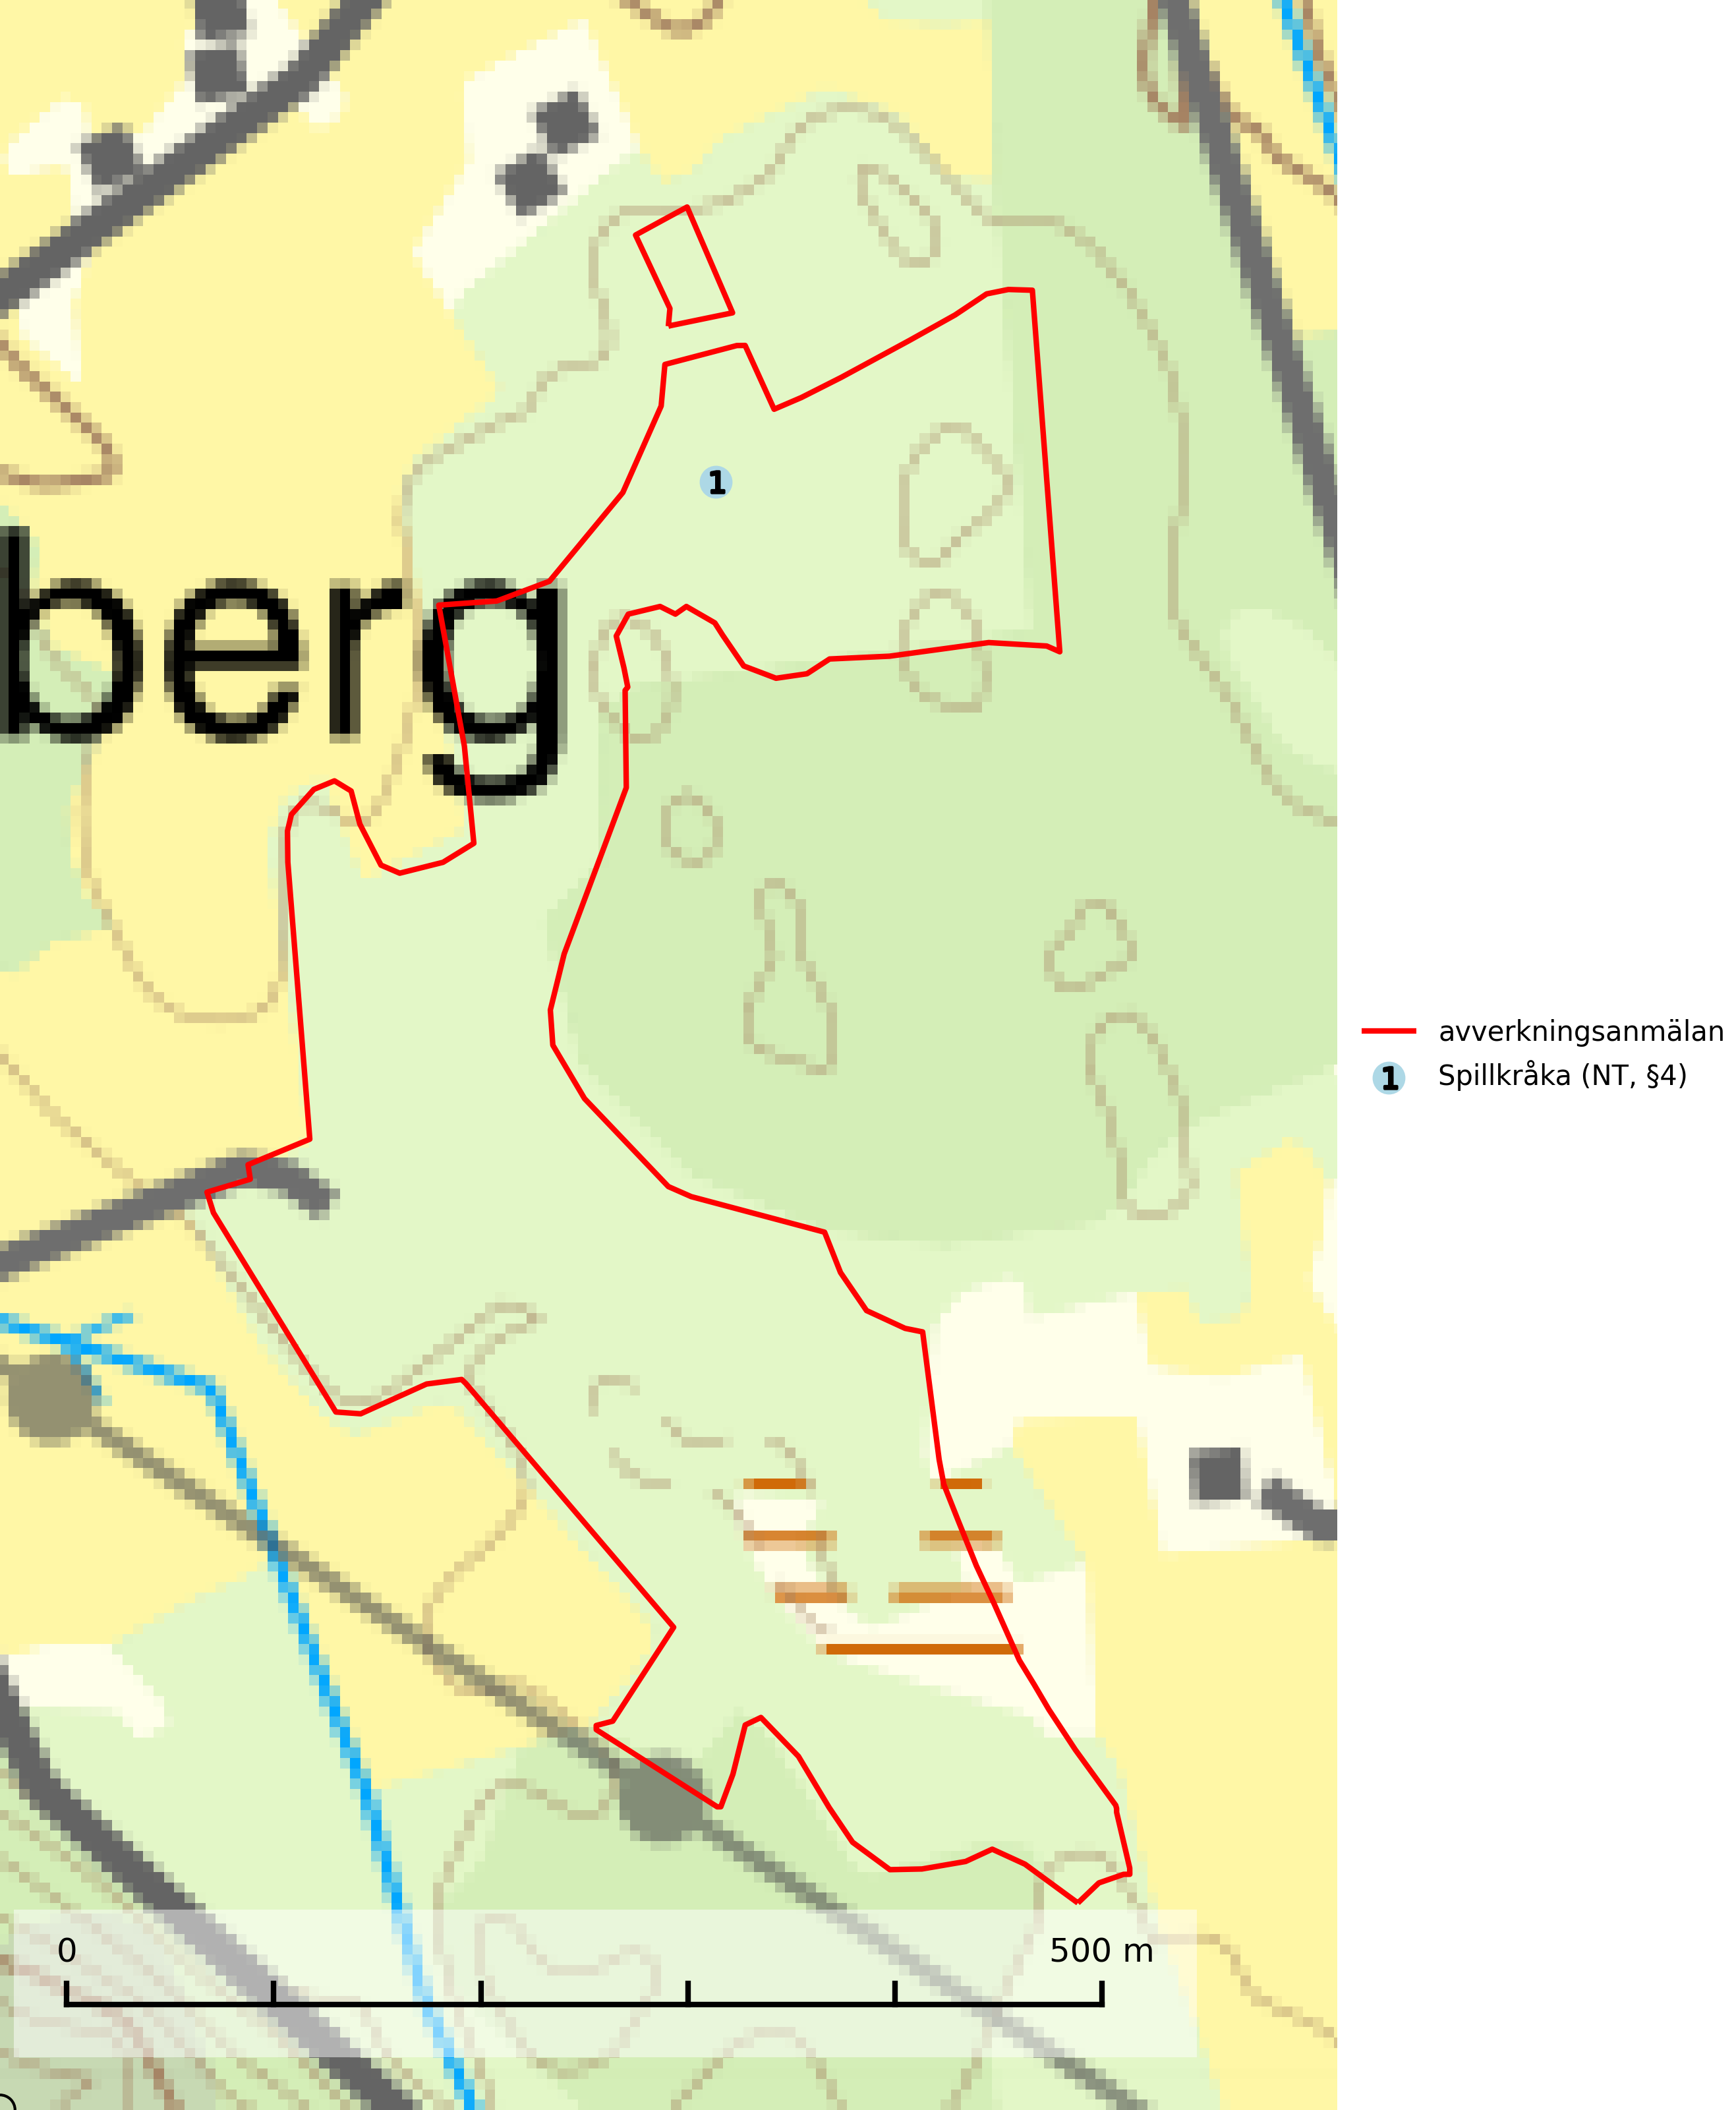 1
berg
avverkningsanmälan
1 Spillkråka (NT, §4)
0 500 m